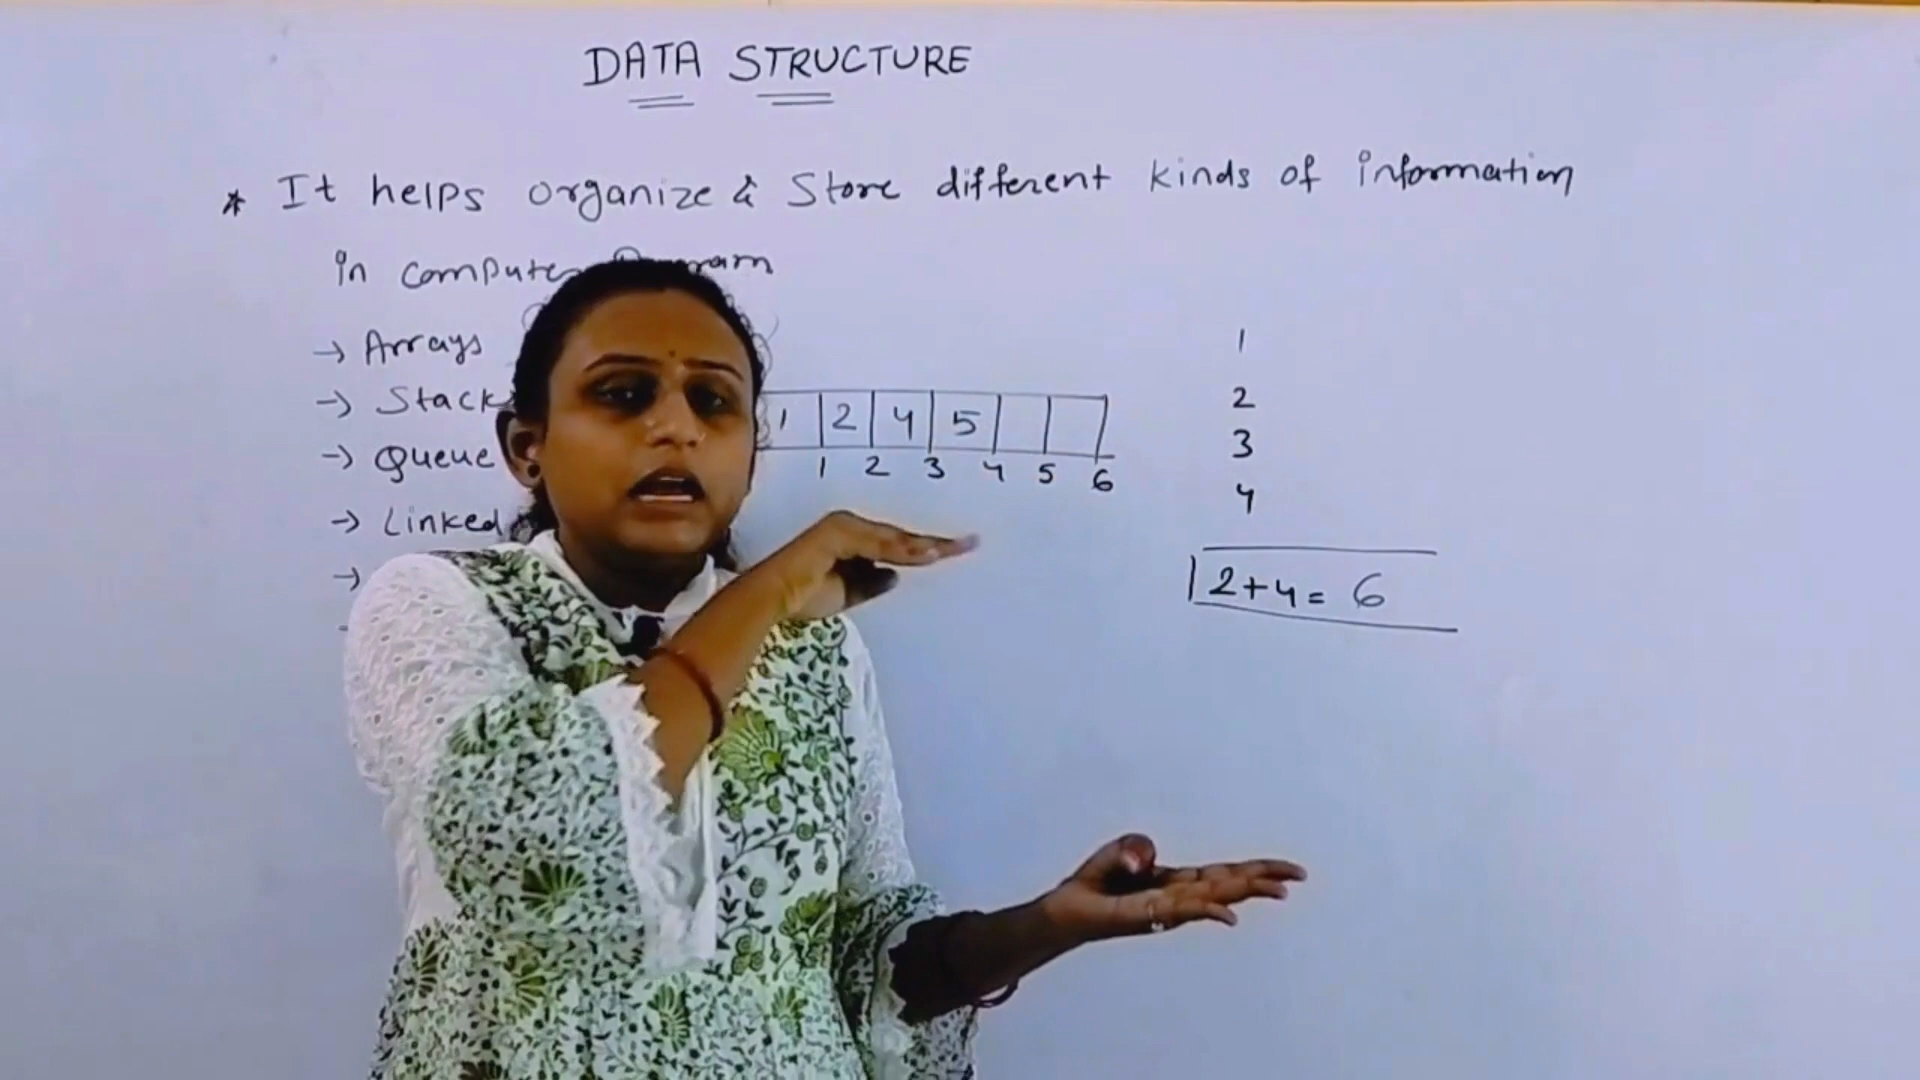 DATA STRUCTURE
* It helps organize & Store different kinds of information
in
→ Arrays
→ Stack
→ Queue
→ Linked
→
1 2 4 5
1 2 3 4 5 6
1
2
3
4
2+4= 6